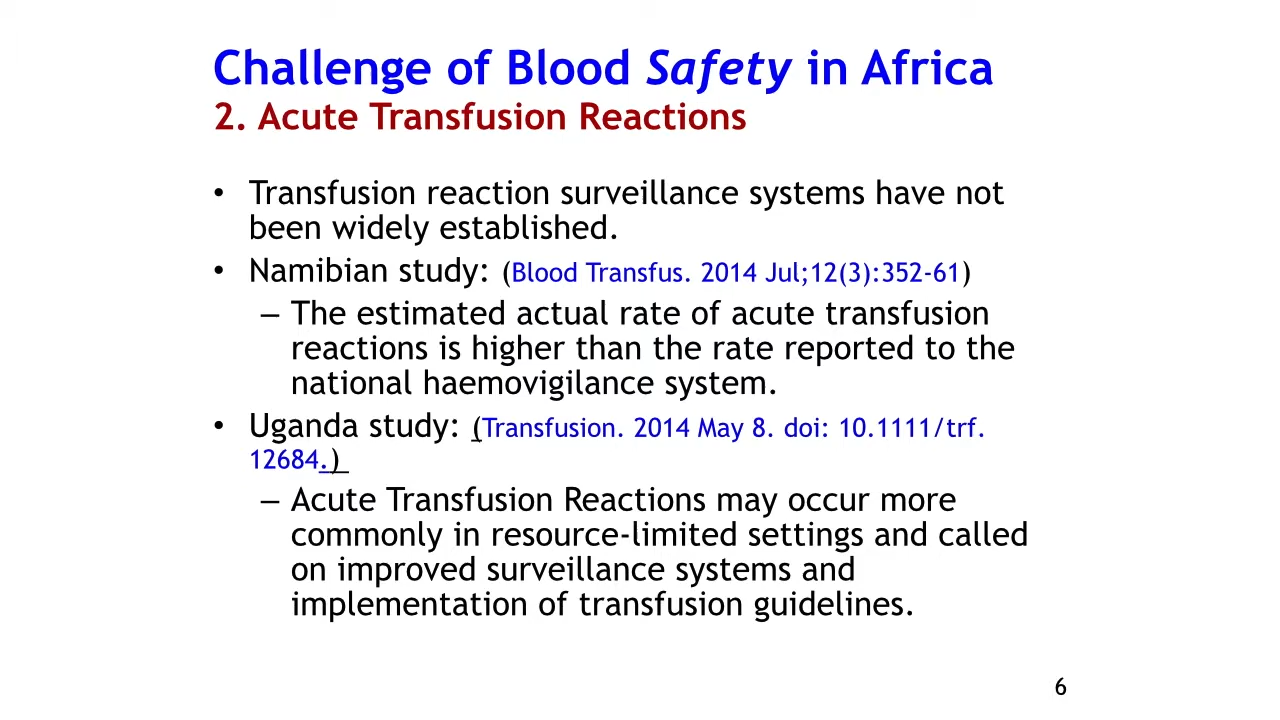 Challenge of Blood Safety in Africa
2. Acute Transfusion Reactions
• Transfusion reaction surveillance systems have not
been widely established.
• Namibian study: (Blood Transfus. 2014 Jul;12(3):352-61)
– The estimated actual rate of acute transfusion
reactions is higher than the rate reported to the
national haemovigilance system.
• Uganda study: (Transfusion. 2014 May 8. doi: 10.1111/trf.
12684.)
– Acute Transfusion Reactions may occur more
commonly in resource-limited settings and called
on improved surveillance systems and
implementation of transfusion guidelines.
6